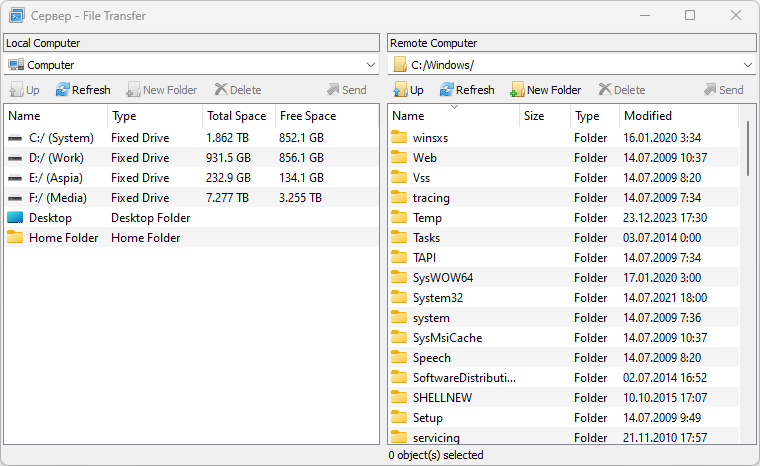 Сервер - File Transfer
Local Computer
Computer
Up Refresh New Folder Delete Send
Name Type Total Space Free Space
C:/ (System) Fixed Drive 1.862 TB 852.1 GB
D:/ (Work) Fixed Drive 931.5 GB 856.1 GB
E:/ (Aspia) Fixed Drive 232.9 GB 134.1 GB
F:/ (Media) Fixed Drive 7.277 TB 3.255 TB
Desktop Desktop Folder
Home Folder Home Folder
Remote Computer
C:/Windows/
Up Refresh New Folder Delete Send
Name Size Type Modified
winsxs Folder 16.01.2020 3:34
Web Folder 14.07.2009 10:37
Vss Folder 14.07.2009 8:20
tracing Folder 14.07.2009 7:34
Temp Folder 23.12.2023 17:30
Tasks Folder 03.07.2014 0:00
TAPI Folder 14.07.2009 7:34
SysWOW64 Folder 17.01.2020 3:00
System32 Folder 14.07.2021 18:00
system Folder 14.07.2009 7:36
SysMsiCache Folder 14.07.2009 10:37
Speech Folder 14.07.2009 8:20
SoftwareDistributi... Folder 02.07.2014 16:52
SHELLNEW Folder 10.10.2015 17:07
Setup Folder 14.07.2009 9:49
servicing Folder 21.11.2010 17:57
0 object(s) selected